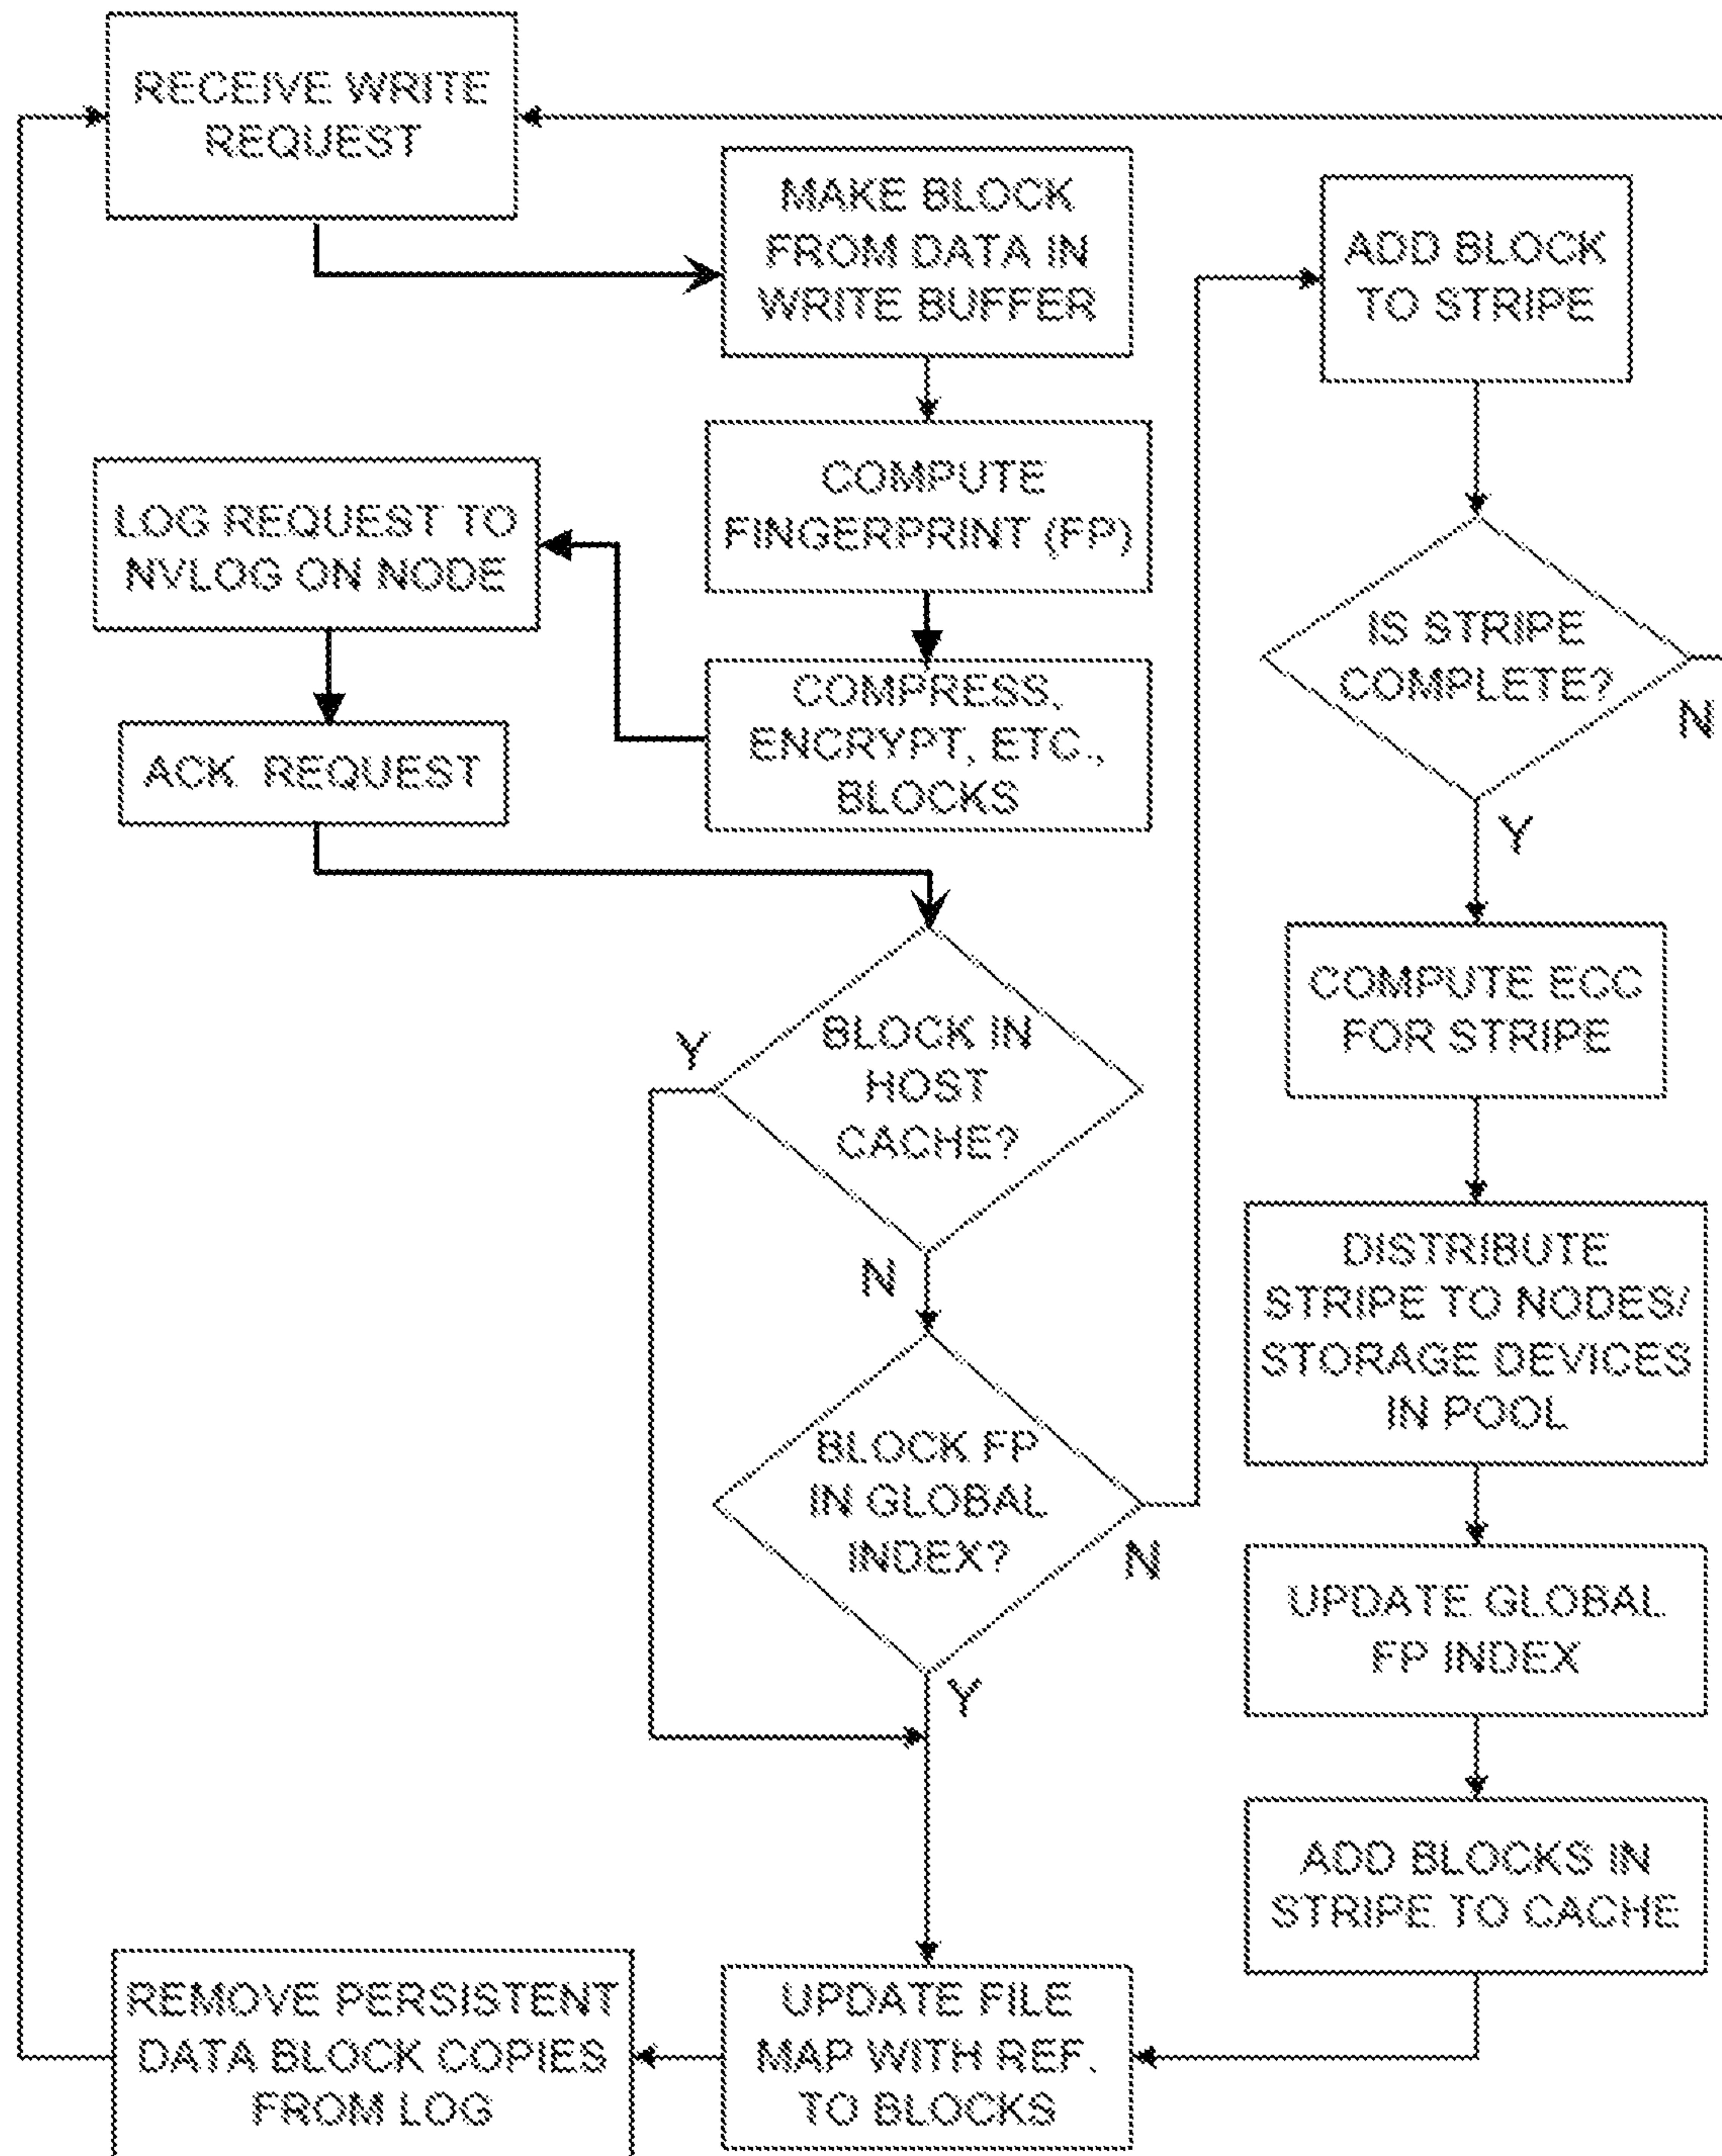 RECEIVE WRITE
REQUEST
MAKE BLOCK
FROM DATA IN
WRITE BUFFER
COMPUTE
FINGERPRINT (FP)
COMPRESS,
ENCRYPT, ETC.,
BLOCKS
LOG REQUEST TO
NVLOG ON NODE
ACK REQUEST
BLOCK IN
HOST
CACHE?
Y
N
BLOCK FP
IN GLOBAL
INDEX?
N
Y
ADD BLOCK
TO STRIPE
IS STRIPE
COMPLETE?
N
Y
COMPUTE ECC
FOR STRIPE
DISTRIBUTE
STRIPE TO NODES/
STORAGE DEVICES
IN POOL
UPDATE GLOBAL
FP INDEX
ADD BLOCKS IN
STRIPE TO CACHE
UPDATE FILE
MAP WITH REF.
TO BLOCKS
REMOVE PERSISTENT
DATA BLOCK COPIES
FROM LOG